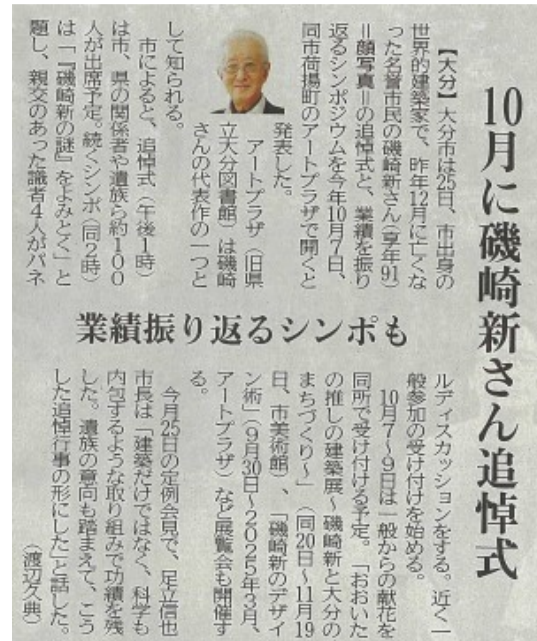 10月に磯崎新さん追悼式
業績振り返るシンポも
【大分】大分市は25日、市出身の
世界的建築家で、昨年12月に亡くな
った名誉市民の磯崎新さん(享年91)
=顔写真=の追悼式と、業績を振り
返るシンポジウムを今年10月7日、
同市荷揚町のアートプラザで開くと
発表した。
アートプラザ(旧県
立大分図書館)は磯崎
さんの代表作の一つと
して知られる。
市によると、追悼式(午後1時)
は市、県の関係者や遺族ら約100
人が出席予定。続くシンポ(同2時)
は「『磯崎新の謎』をよみとく」と
題し、親交のあった識者4人がパネ
ルディスカッションをする。近く一
般参加の受け付けを始める。
10月7〜9日は一般からの献花を
同所で受け付ける予定。「おおいた
の推しの建築展〜磯崎新と大分の
まちづくり〜」(同20日〜11月19
日、市美術館)、「磯崎新のデザイ
ン術」(9月30日〜2025年3月、
アートプラザ)など展覧会も開催す
る。
今月25日の定例会見で、足立信也
市長は「建築だけではなく、科学も
内包するような取り組みで功績を残
した。遺族の意向も踏まえて、こう
した追悼行事の形にした」と話した。
(渡辺久典)